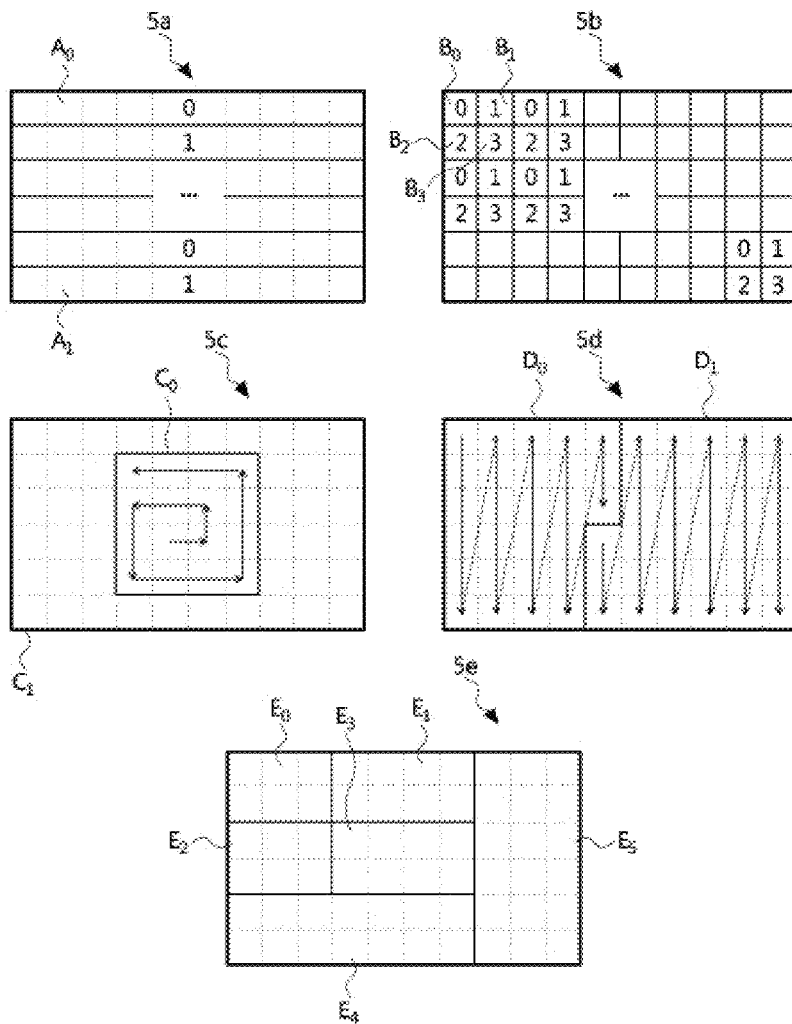 5a
A₀
0
1
...
0
1
A₁
5b
B₀ B₁
0 1 0 1
B₂ 2 3 2 3
0 1 0 1
B₃
...
2 3 2 3
0 1
2 3
5c
C₀
C₁
5d
D₀ D₁
5e
E₀ E₃ E₁
E₂ E₅
E₄